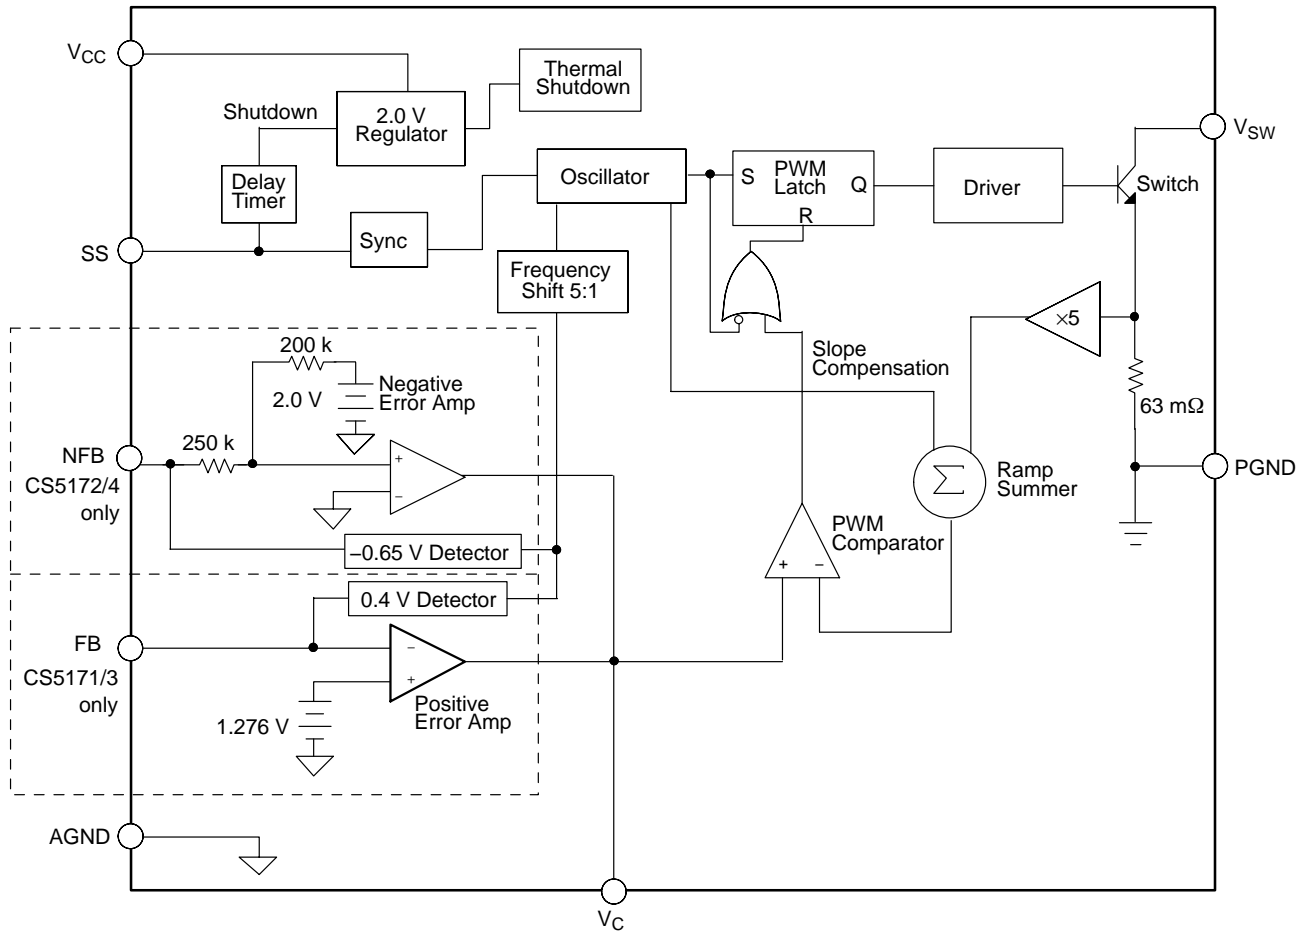 VCC
Thermal
Shutdown
Shutdown
2.0 V
Regulator
VSW
Delay
Timer
Oscillator
S
PWM
Latch
Q
R
Driver
Switch
SS
Sync
Frequency
Shift 5:1
×5
200 k
Slope
Compensation
2.0 V
Negative
Error Amp
63 mΩ
250 k
NFB
CS5172/4
only
+
−
Σ
Ramp
Summer
PGND
−0.65 V Detector
PWM
Comparator
+
−
0.4 V Detector
FB
CS5171/3
only
−
+
Positive
Error Amp
1.276 V
AGND
VC